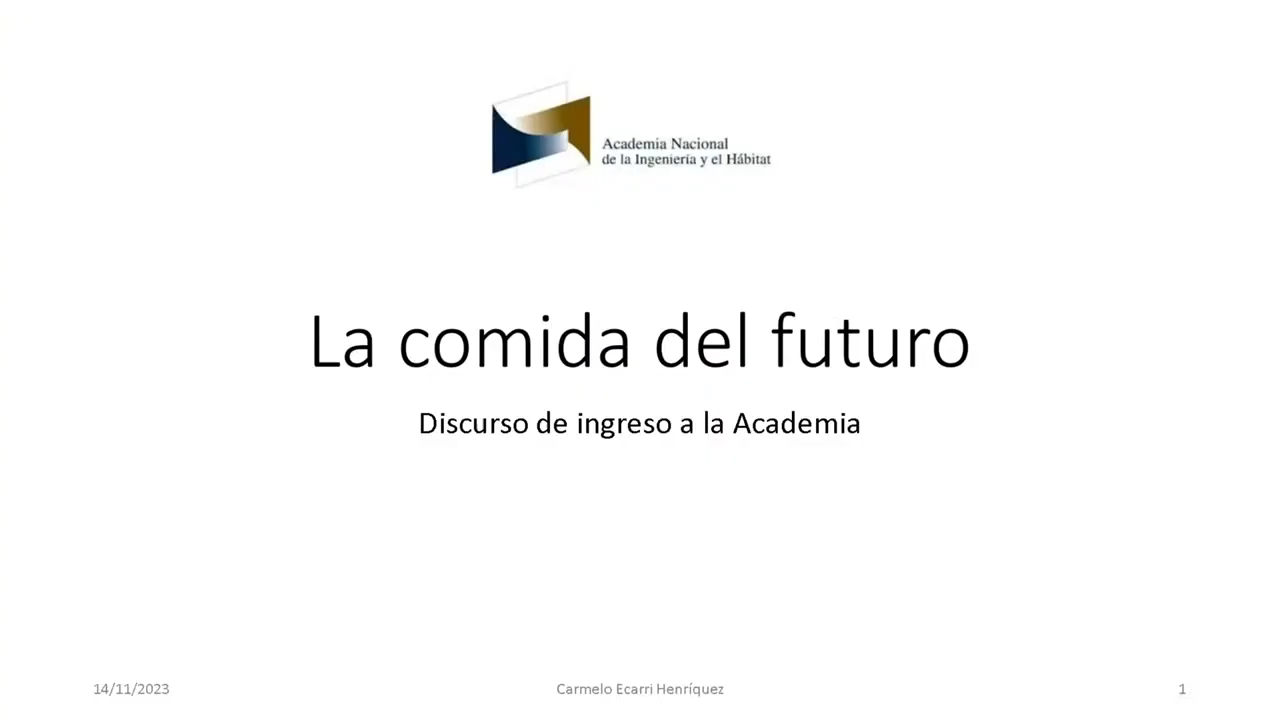 Academia Nacional
de la Ingeniería y el Hábitat
La comida del futuro
Discurso de ingreso a la Academia
14/11/2023
Carmelo Ecarri Henríquez
1